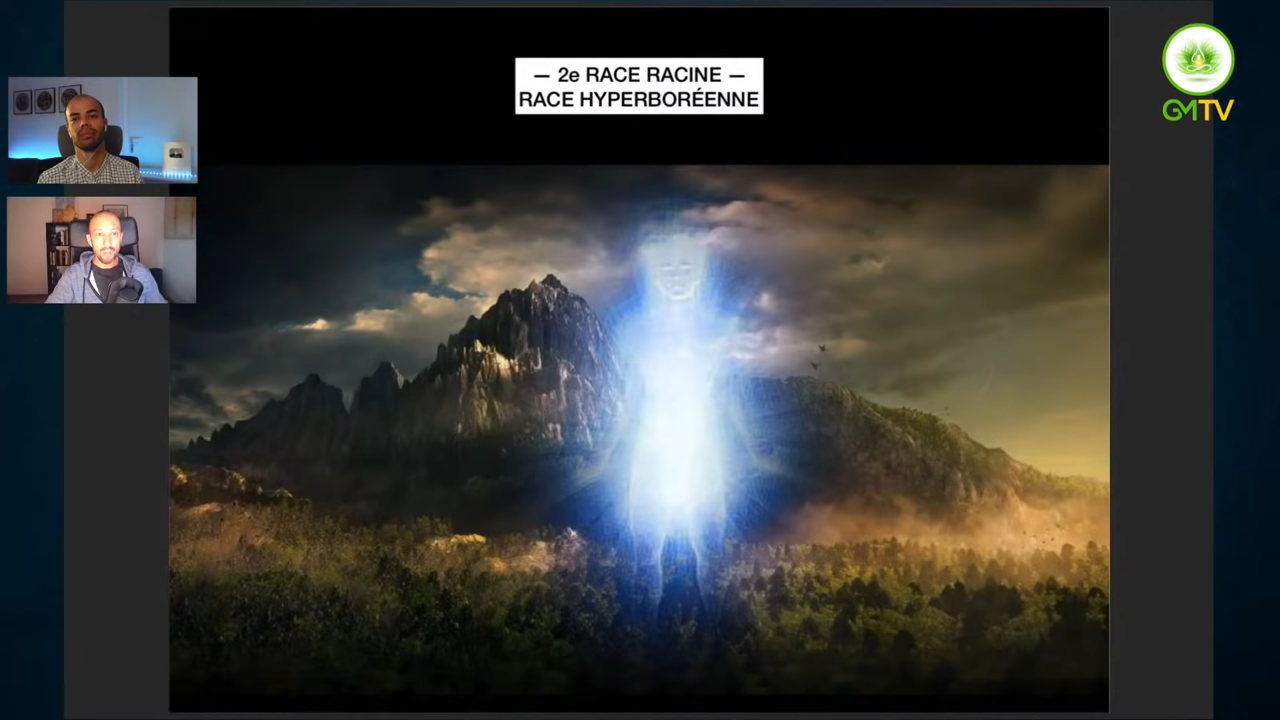 — 2e RACE RACINE —
RACE HYPERBORÉENNE
GMTV